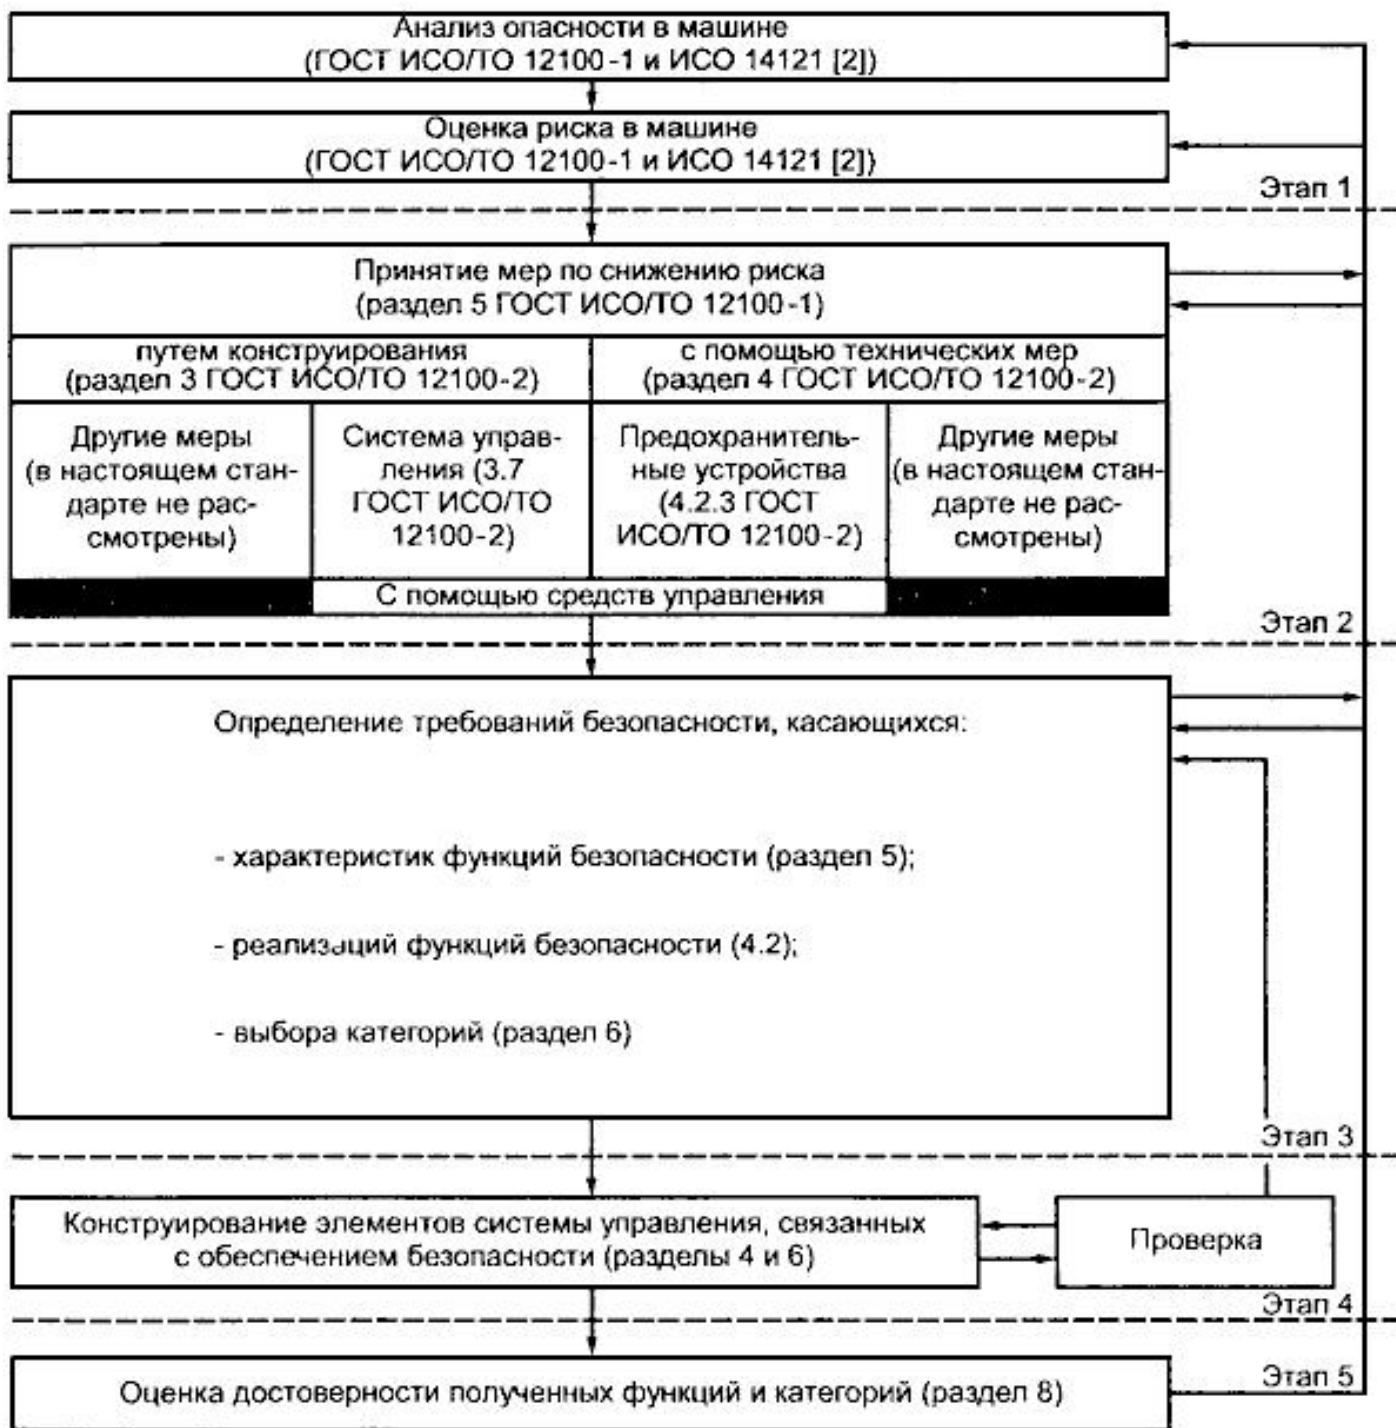 Анализ опасности в машине
(ГОСТ ИСО/ТО 12100-1 и ИСО 14121 [2])
Оценка риска в машине
(ГОСТ ИСО/ТО 12100-1 и ИСО 14121 [2])
Этап 1
Принятие мер по снижению риска
(раздел 5 ГОСТ ИСО/ТО 12100-1)
путем конструирования
(раздел 3 ГОСТ ИСО/ТО 12100-2)
с помощью технических мер
(раздел 4 ГОСТ ИСО/ТО 12100-2)
Другие меры
(в настоящем стан-
дарте не рас-
смотрены)
Система управ-
ления (3.7
ГОСТ ИСО/ТО
12100-2)
Предохранитель-
ные устройства
(4.2.3 ГОСТ
ИСО/ТО 12100-2)
Другие меры
(в настоящем стан-
дарте не рас-
смотрены)
С помощью средств управления
Этап 2
Определение требований безопасности, касающихся:
- характеристик функций безопасности (раздел 5);
- реализаций функций безопасности (4.2);
- выбора категорий (раздел 6)
Этап 3
Конструирование элементов системы управления, связанных
с обеспечением безопасности (разделы 4 и 6)
Проверка
Этап 4
Оценка достоверности полученных функций и категорий (раздел 8)
Этап 5